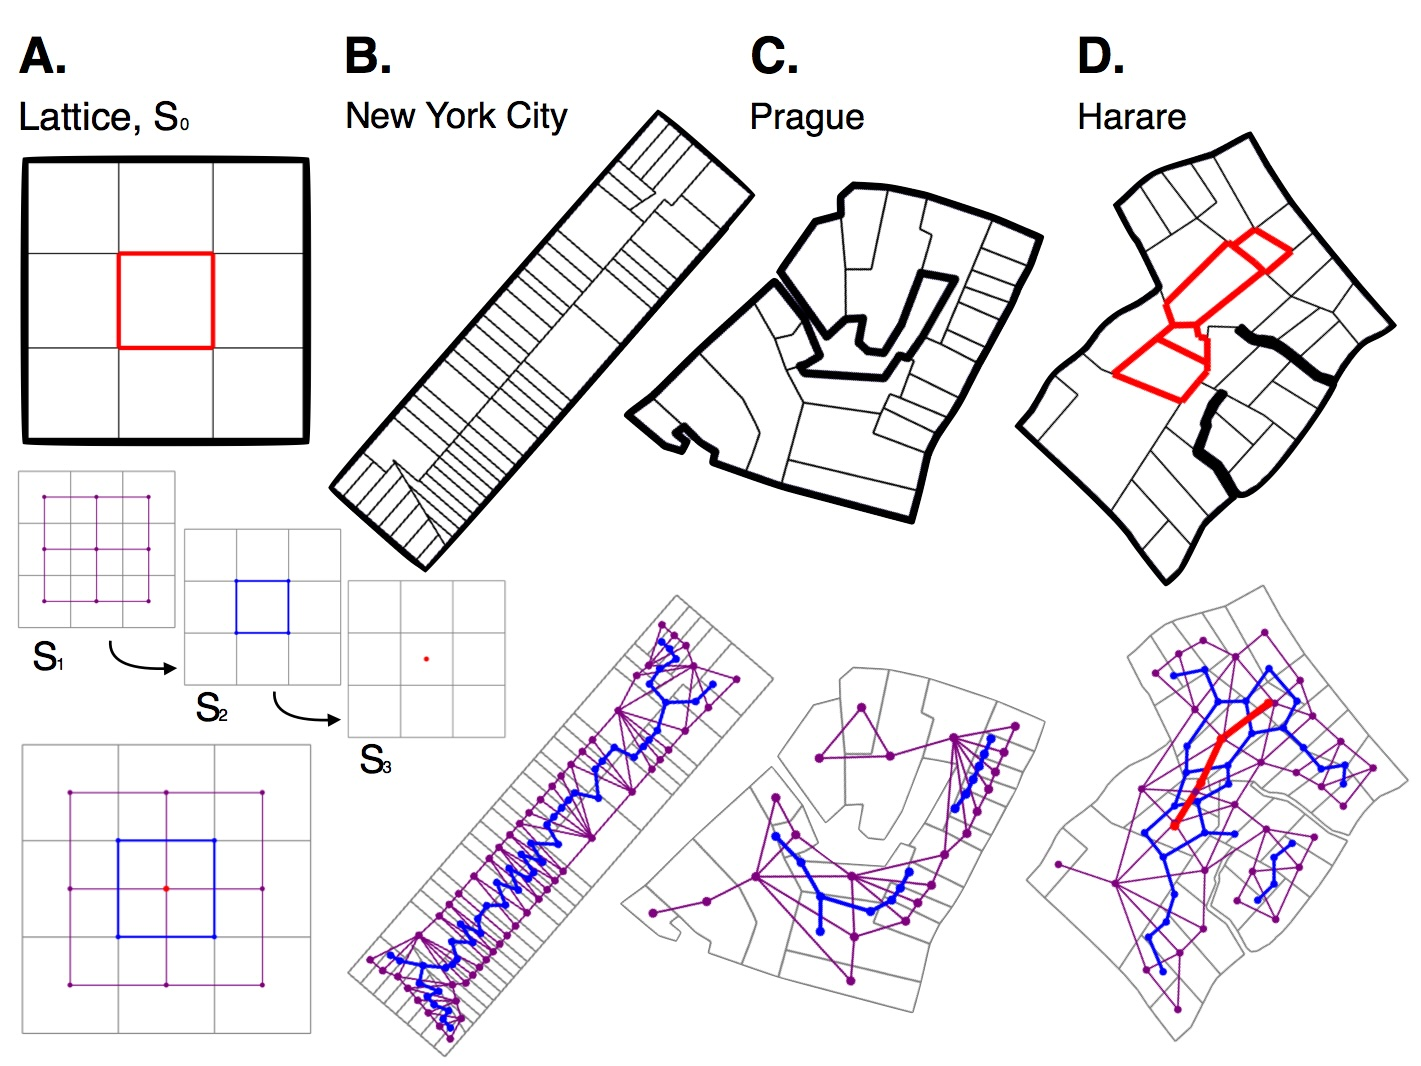 A.
B.
C.
D.
Lattice, S₀
New York City
Prague
Harare
S₁
S₂
S₃